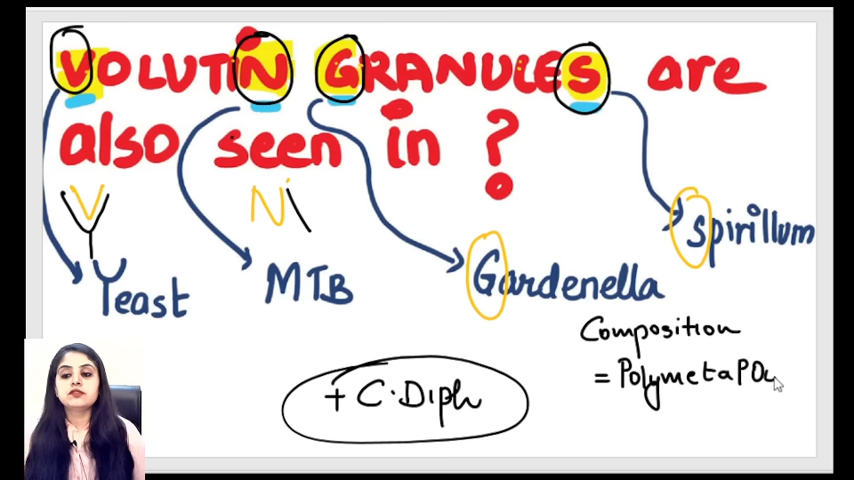 VOLUTIN GRANULES are
also seen in ?
Y Ni
Yeast MTB Gardenella Spirillum
Composition
= PolymetaPO4
+ C. Diph